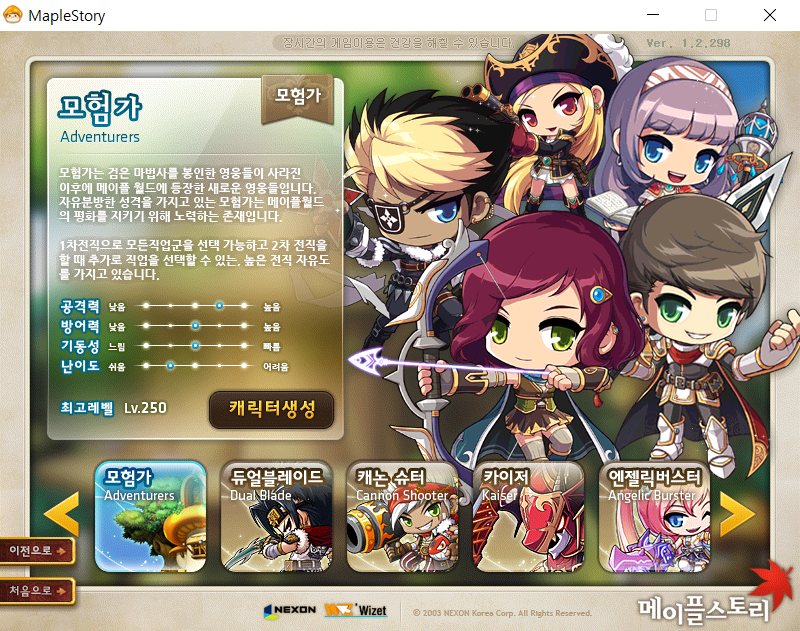 MapleStory
장시간의 게임이용은 건강을 해칠 수 있습니다.
Ver. 1.2.298
모험가
모험가
Adventurers
모험가는 검은 마법사를 봉인한 영웅들이 사라진
이후에 메이플 월드에 등장한 새로운 영웅들입니다.
자유분방한 성격을 가지고 있는 모험가는 메이플월드
의 평화를 지키기 위해 노력하는 존재입니다.
1차전직으로 모든직업군을 선택 가능하고 2차 전직을
할 때 추가로 직업을 선택할 수 있는, 높은 전직 자유도
를 가지고 있습니다.
공격력 낮음 높음
방어력 낮음 높음
기동성 느림 빠름
난이도 쉬움 어려움
최고레벨 Lv.250
캐릭터생성
모험가
Adventurers
듀얼블레이드
Dual Blade
캐논 슈터
Cannon Shooter
카이저
Kaiser
엔젤릭버스터
Angelic Burster
이전으로
처음으로
NEXON Wizet
© 2003 NEXON Korea Corp. All Rights Reserved.
메이플스토리